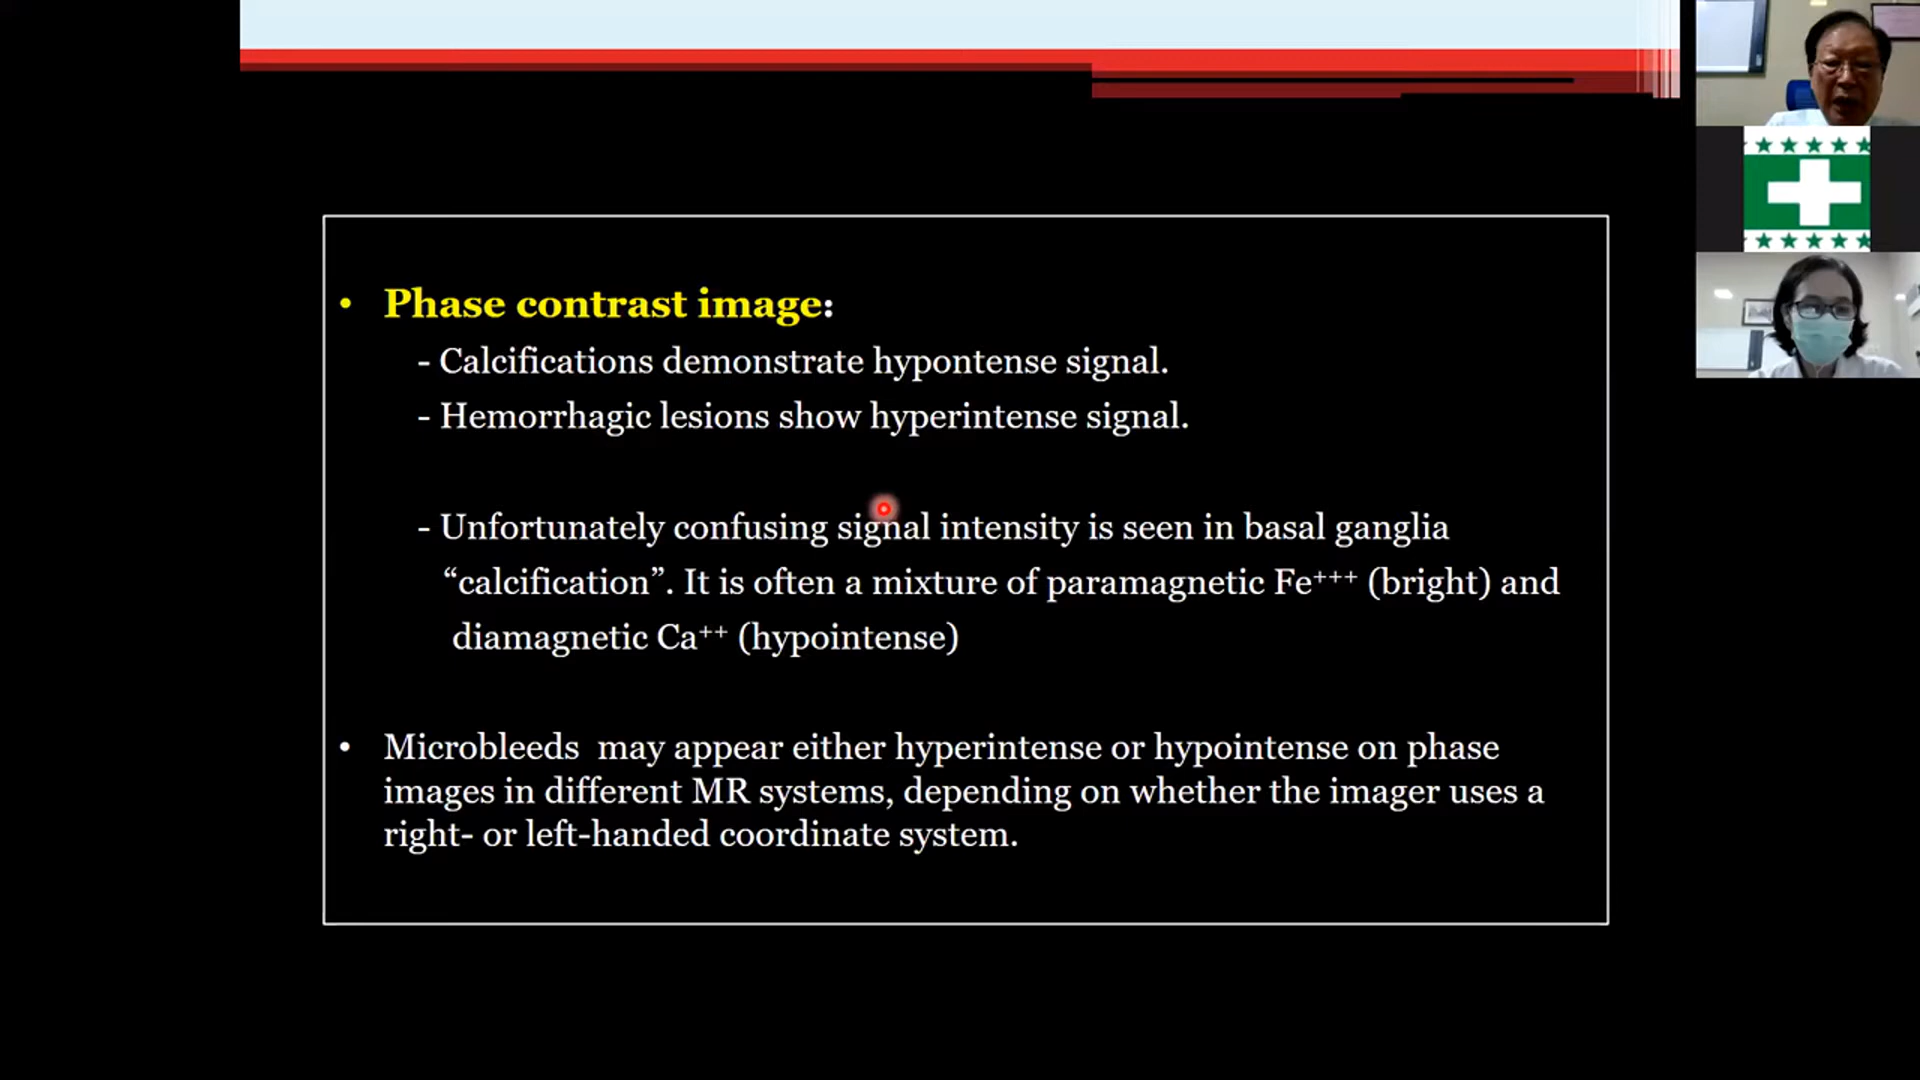 • Phase contrast image:
- Calcifications demonstrate hypontense signal.
- Hemorrhagic lesions show hyperintense signal.
- Unfortunately confusing signal intensity is seen in basal ganglia
“calcification”. It is often a mixture of paramagnetic Fe⁺⁺⁺ (bright) and
diamagnetic Ca⁺⁺ (hypointense)
• Microbleeds may appear either hyperintense or hypointense on phase
images in different MR systems, depending on whether the imager uses a
right- or left-handed coordinate system.